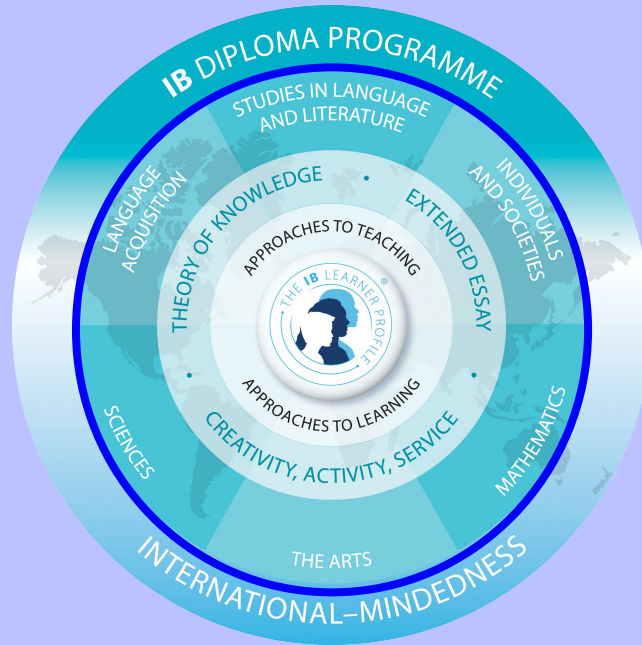 IB DIPLOMA PROGRAMME
STUDIES IN LANGUAGE
AND LITERATURE
LANGUAGE
ACQUISITION
INDIVIDUALS
AND SOCIETIES
THEORY OF KNOWLEDGE
•
EXTENDED ESSAY
APPROACHES TO TEACHING
THE IB LEARNER PROFILE
®
APPROACHES TO LEARNING
•
CREATIVITY, ACTIVITY, SERVICE
•
SCIENCES
MATHEMATICS
THE ARTS
INTERNATIONAL–MINDEDNESS